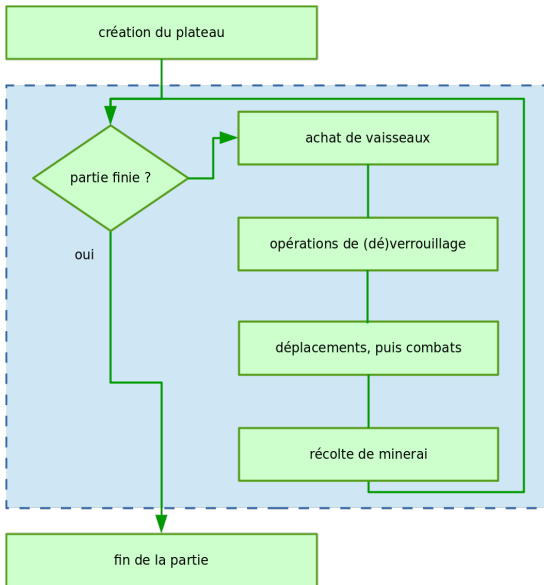 création du plateau
achat de vaisseaux
partie finie ?
opérations de (dé)verrouillage
oui
déplacements, puis combats
récolte de minerai
fin de la partie